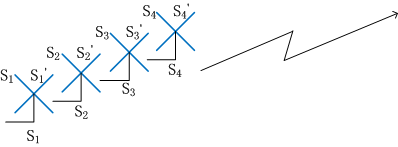 S₁ S₁'
S₁
S₂ S₂'
S₂
S₃ S₃'
S₃
S₄ S₄'
S₄